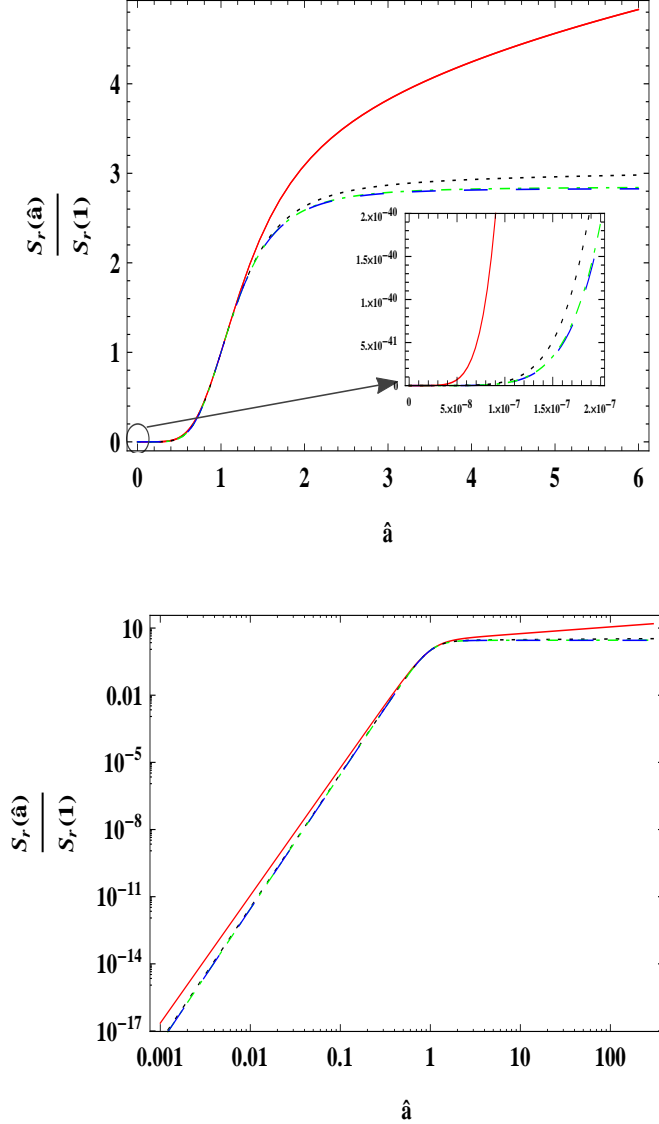 4
3
2
1
0
S_r(â)
S_r(1)
2.×10⁻⁴⁰
1.5×10⁻⁴⁰
1.×10⁻⁴⁰
5.×10⁻⁴¹
0
0 5.×10⁻⁸ 1.×10⁻⁷ 1.5×10⁻⁷ 2.×10⁻⁷
0 1 2 3 4 5 6
â
10
0.01
10⁻⁵
10⁻⁸
10⁻¹¹
10⁻¹⁴
10⁻¹⁷
S_r(â)
S_r(1)
0.001 0.01 0.1 1 10 100
â